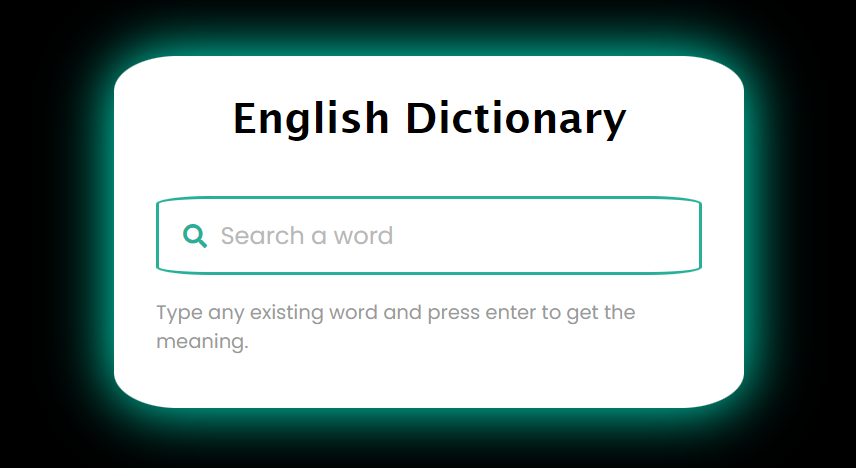 English Dictionary
Search a word
Type any existing word and press enter to get the
meaning.